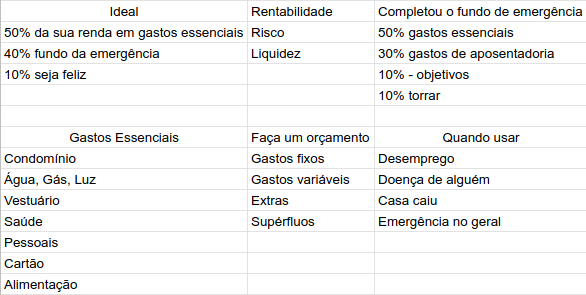 Ideal Rentabilidade Completou o fundo de emergência
50% da sua renda em gastos essenciais Risco 50% gastos essenciais
40% fundo da emergência Liquidez 30% gastos de aposentadoria
10% seja feliz 10% - objetivos
10% torrar
Gastos Essenciais Faça um orçamento Quando usar
Condomínio Gastos fixos Desemprego
Água, Gás, Luz Gastos variáveis Doença de alguém
Vestuário Extras Casa caiu
Saúde Supérfluos Emergência no geral
Pessoais
Cartão
Alimentação